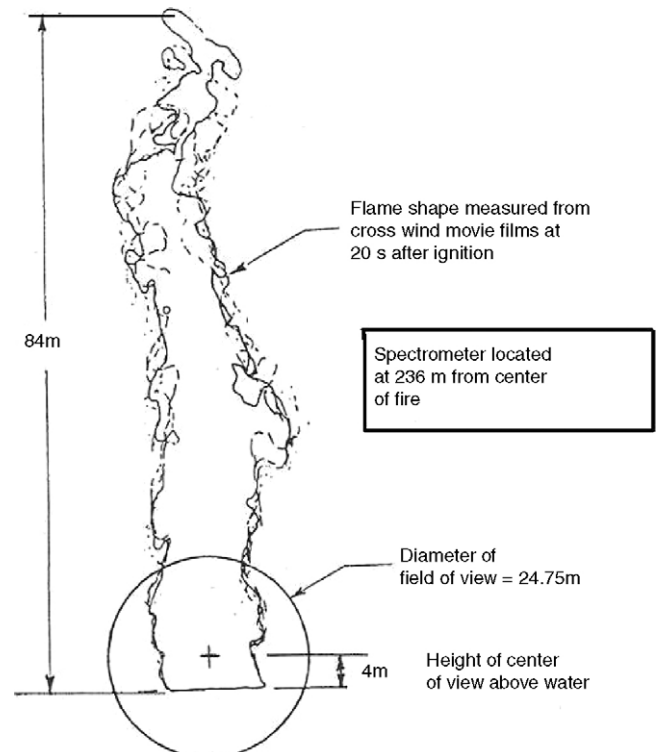 Flame shape measured from
cross wind movie films at
20 s after ignition
84m
Spectrometer located
at 236 m from center
of fire
Diameter of
field of view = 24.75m
4m
Height of center
of view above water